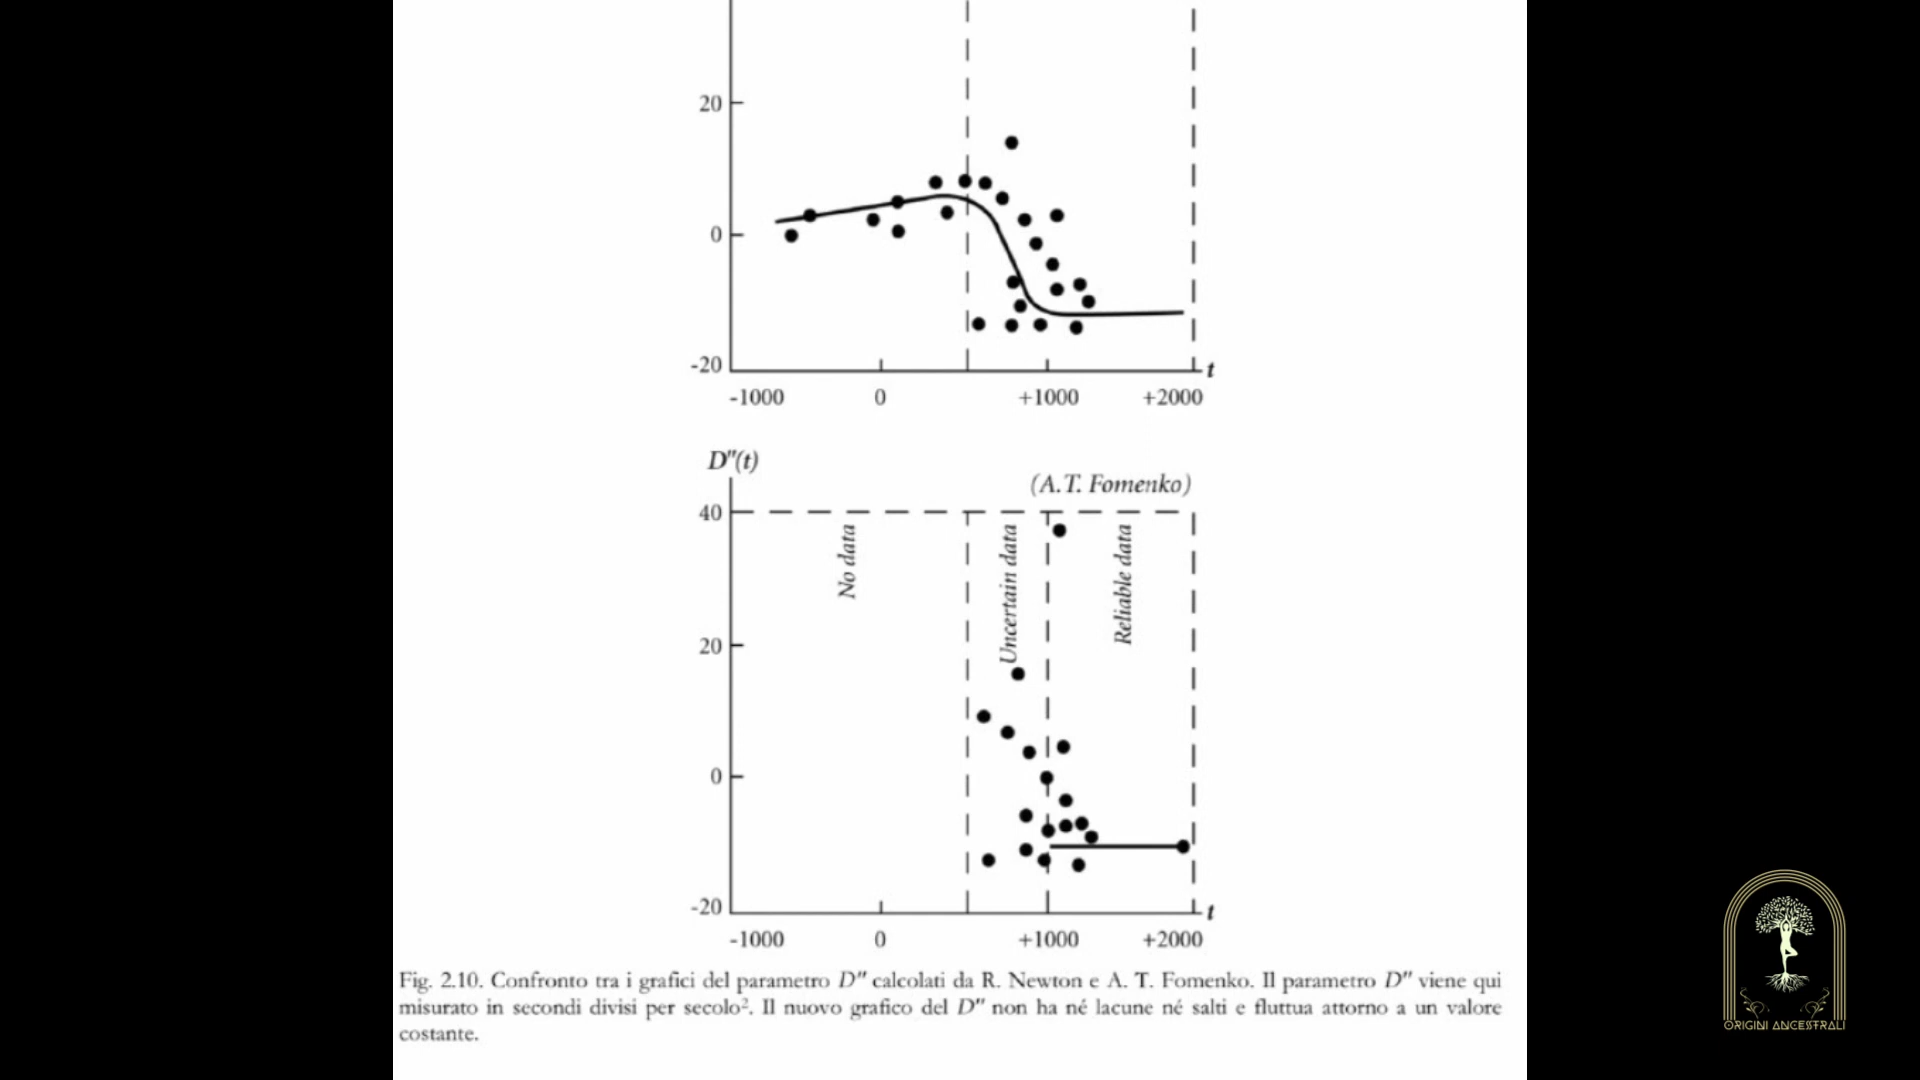 20
0
-20
t
-1000 0 +1000 +2000
D"(t)
(A.T. Fomenko)
40
No data
Uncertain data
Reliable data
20
0
-20
t
-1000 0 +1000 +2000
Fig. 2.10. Confronto tra i grafici del parametro D" calcolati da R. Newton e A. T. Fomenko. Il parametro D" viene qui
misurato in secondi divisi per secolo². Il nuovo grafico del D" non ha né lacune né salti e fluttua attorno a un valore
costante.
ORIGINI ANCESTRALI